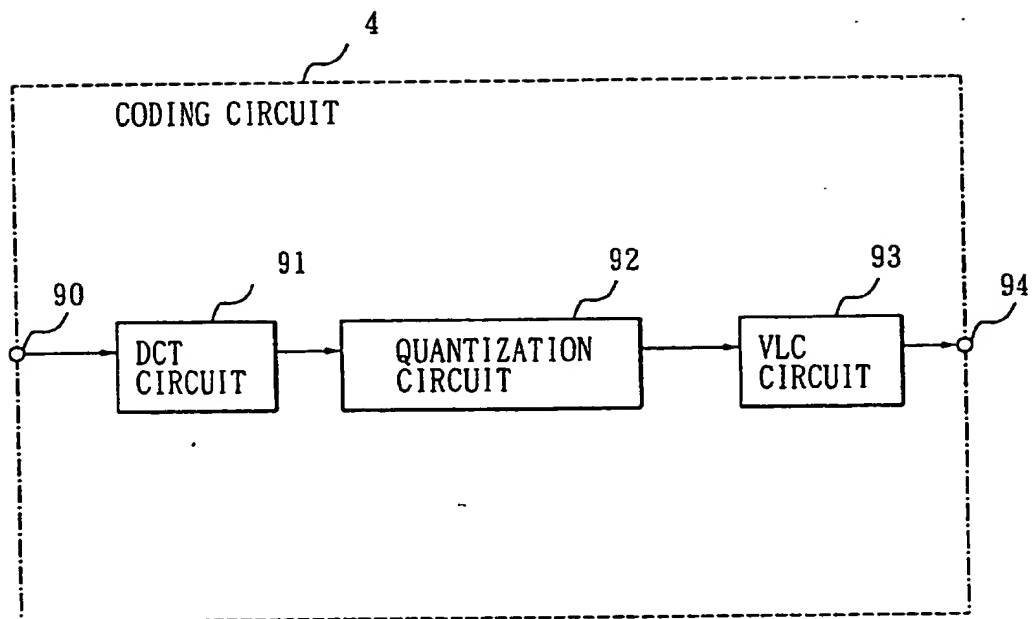 4
CODING CIRCUIT
90
91
92
93
94
DCT
CIRCUIT
QUANTIZATION
CIRCUIT
VLC
CIRCUIT